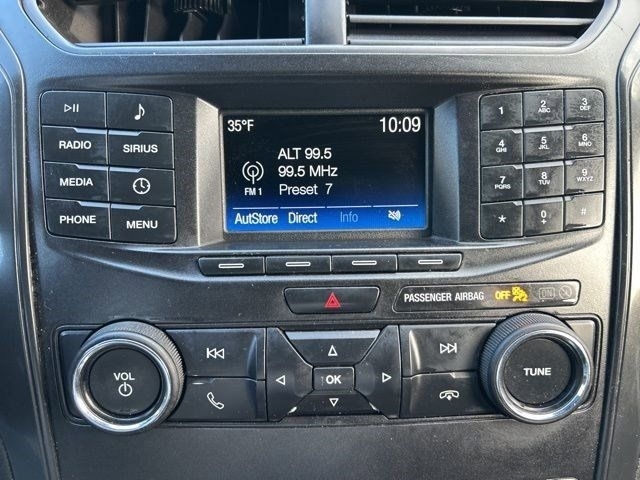 35°F 10:09
ALT 99.5
99.5 MHz
FM 1 Preset 7
AutStore Direct Info
RADIO SIRIUS
MEDIA
PHONE MENU
1 2 ABC 3 DEF
4 GHI 5 JKL 6 MNO
7 PQRS 8 TUV 9 WXYZ
* 0 + #
PASSENGER AIRBAG OFF ON
VOL
OK
TUNE